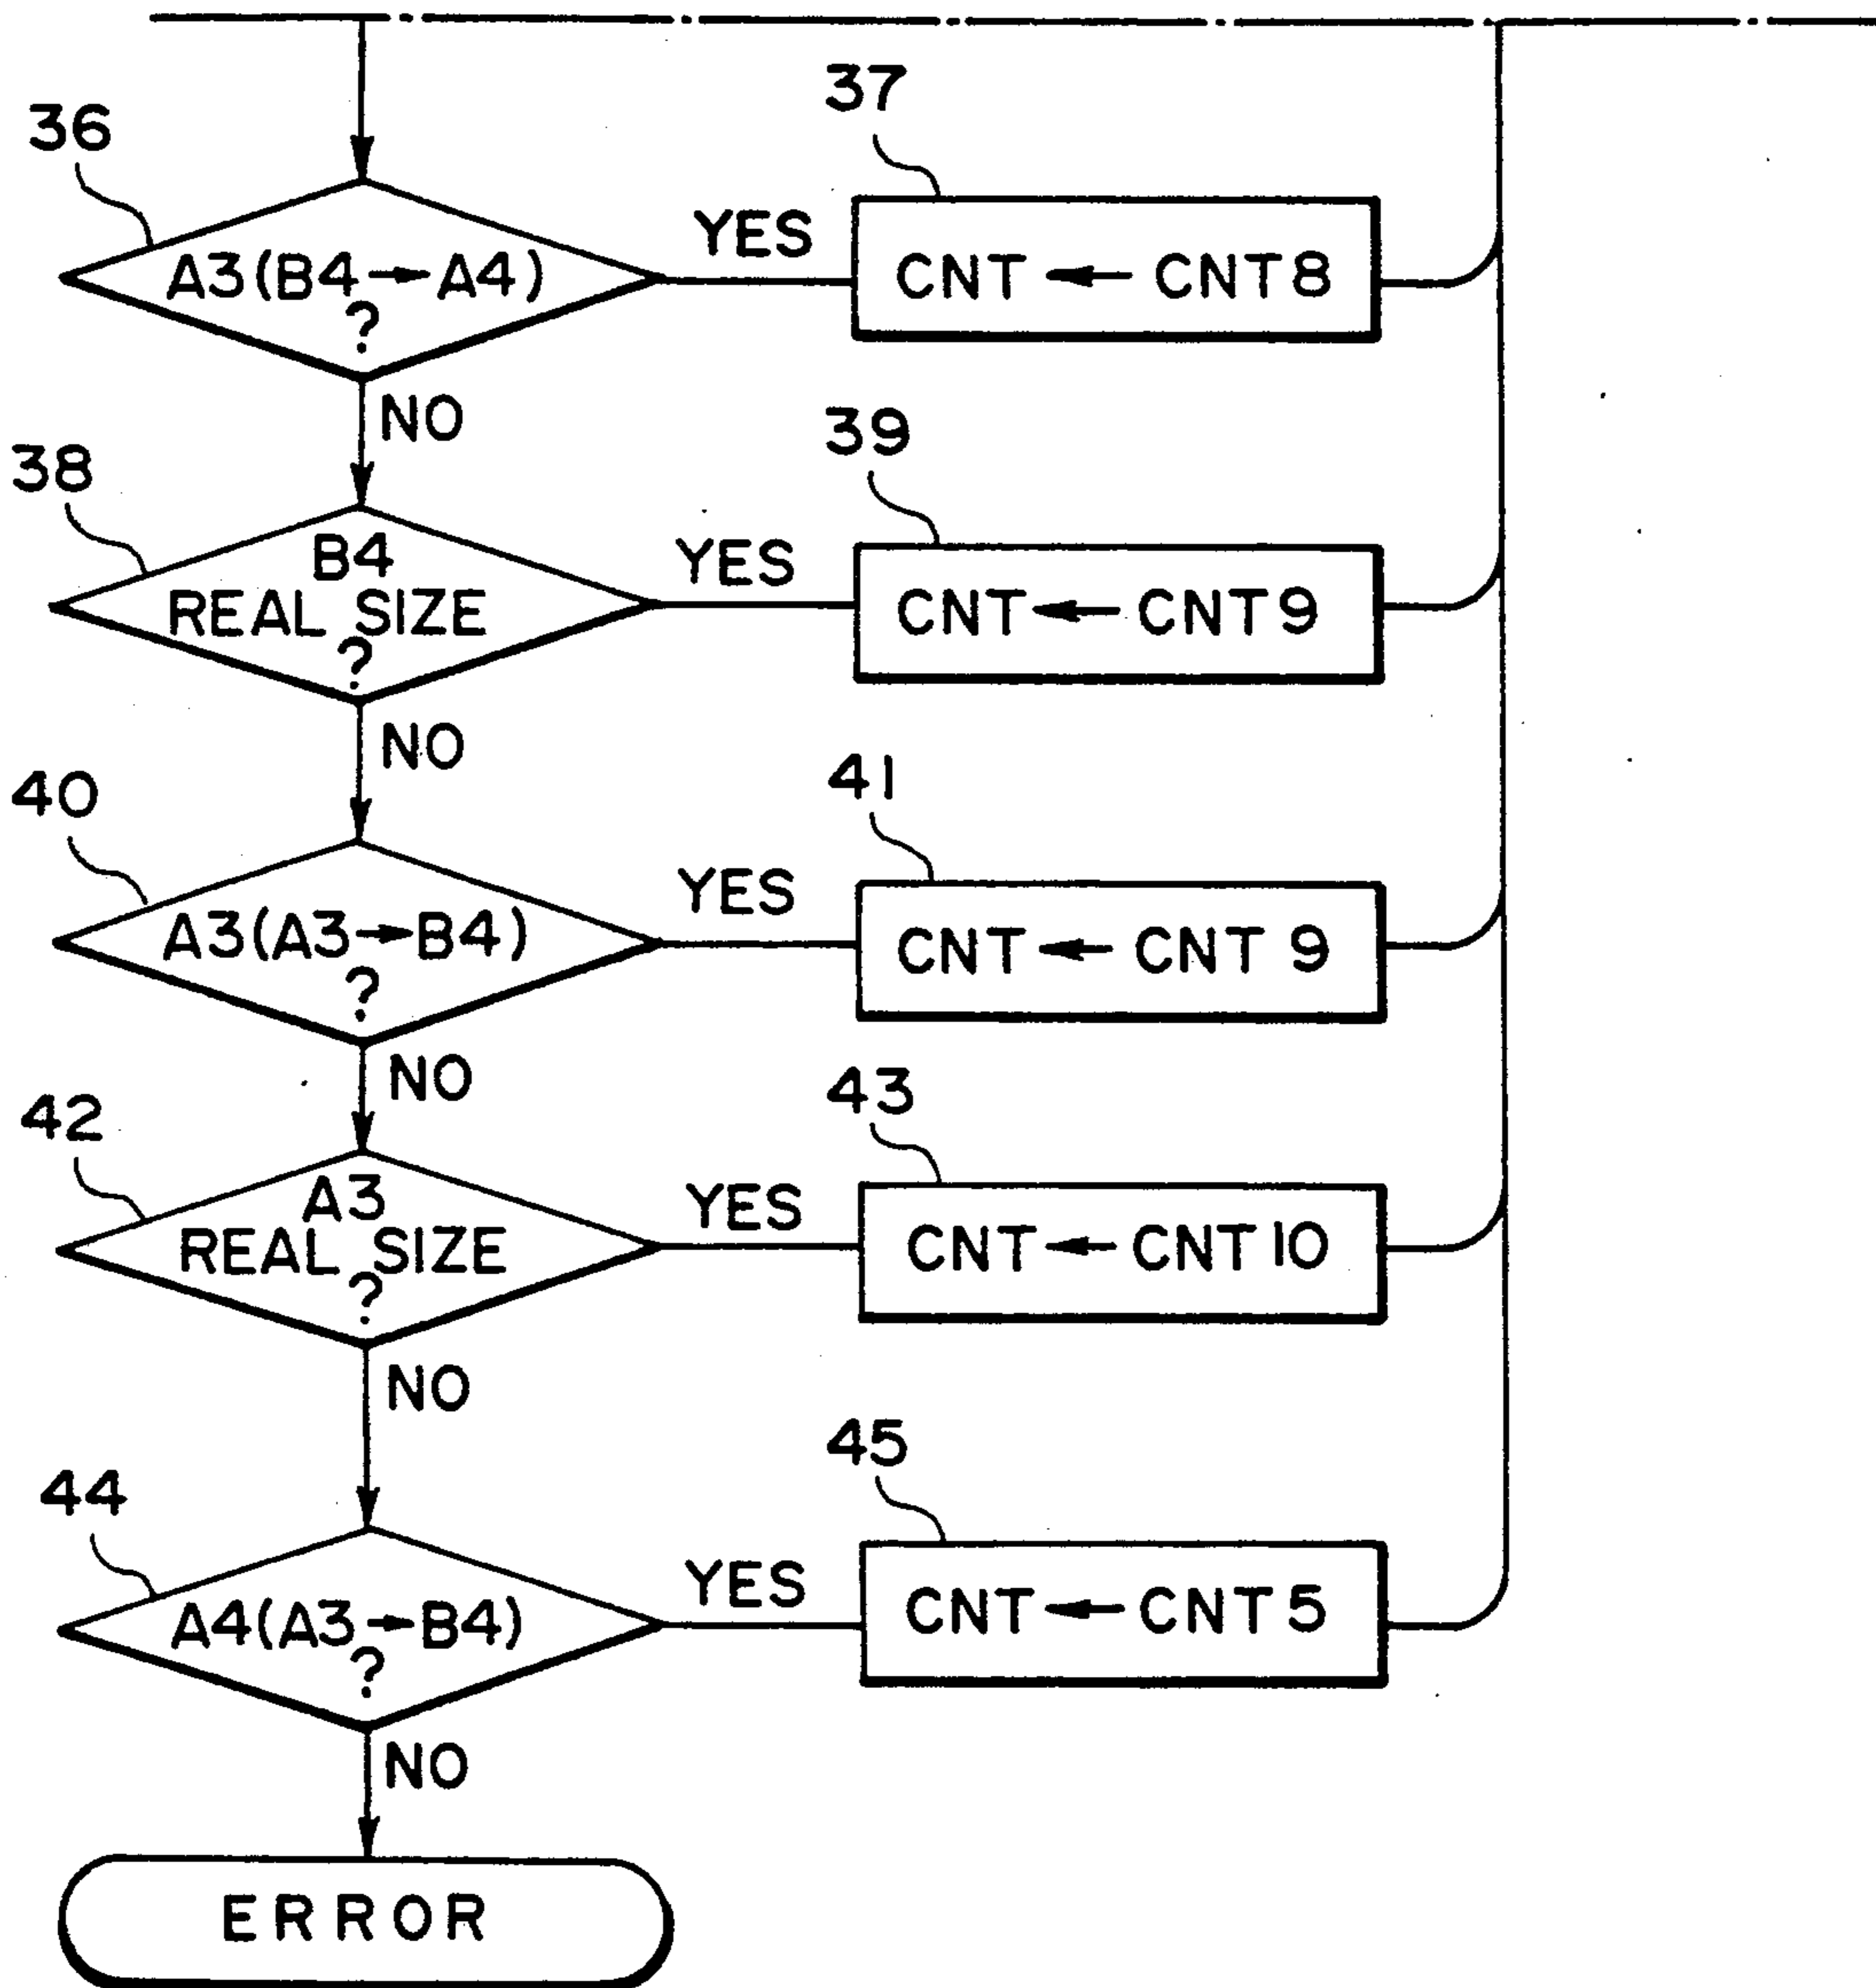 37
36
YES
A3(B4→A4)
?
CNT ← CNT8
NO
39
38
B4
REAL SIZE
?
YES
CNT ← CNT9
NO
41
40
YES
A3(A3→B4)
?
CNT ← CNT 9
NO
43
42
A3
REAL SIZE
?
YES
CNT ← CNT10
NO
45
44
YES
A4(A3→B4)
?
CNT ← CNT5
NO
ERROR